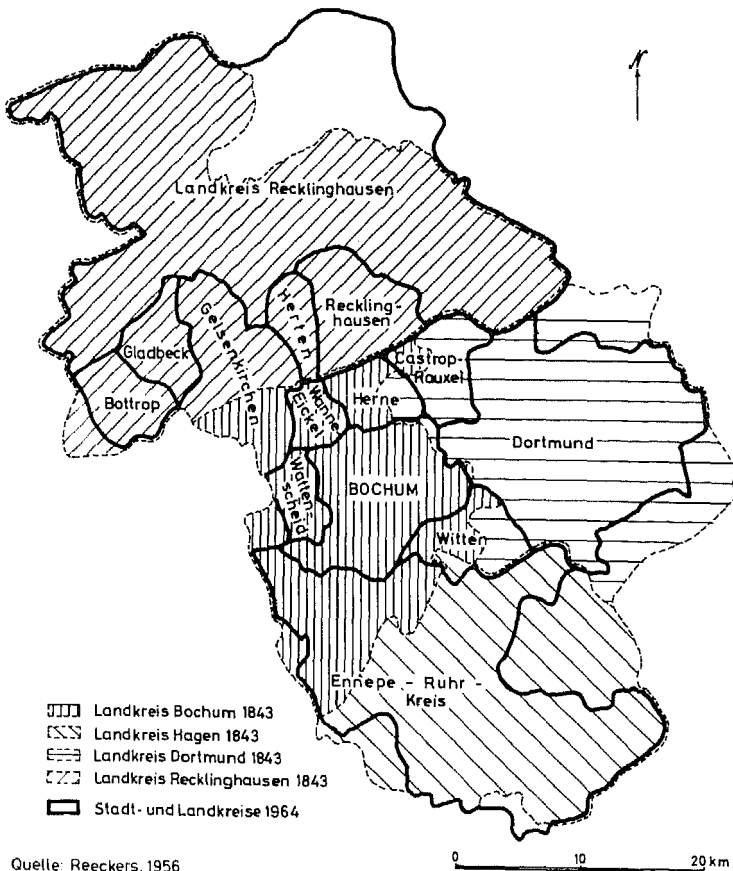 N
Landkreis Recklinghausen
Gelsenkirchen
Herten
Reckling-
hausen
Gladbeck
Bottrop
Castrop-
Rauxel
Wanne
Eickel
Herne
Dortmund
Watten-
scheid
BOCHUM
Witten
Ennepe - Ruhr -
Kreis
Landkreis Bochum 1843
Landkreis Hagen 1843
Landkreis Dortmund 1843
Landkreis Recklinghausen 1843
Stadt- und Landkreise 1964
Quelle: Reeckers, 1956
0 10 20 km